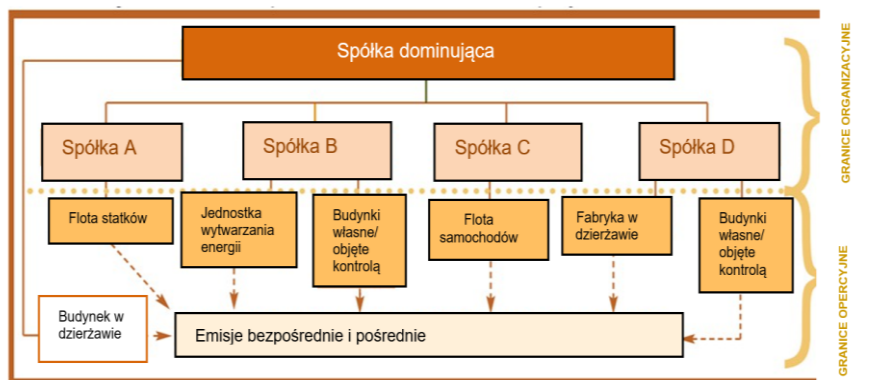 Spółka dominująca
Spółka A
Spółka B
Spółka C
Spółka D
GRANICE ORGANIZACYJNE
Flota statków
Jednostka
wytwarzania
energii
Budynki
własne/
objęte
kontrolą
Flota
samochodów
Fabryka w
dzierżawie
Budynki
własne/
objęte
kontrolą
GRANICE OPERCYJNE
Budynek w
dzierżawie
Emisje bezpośrednie i pośrednie